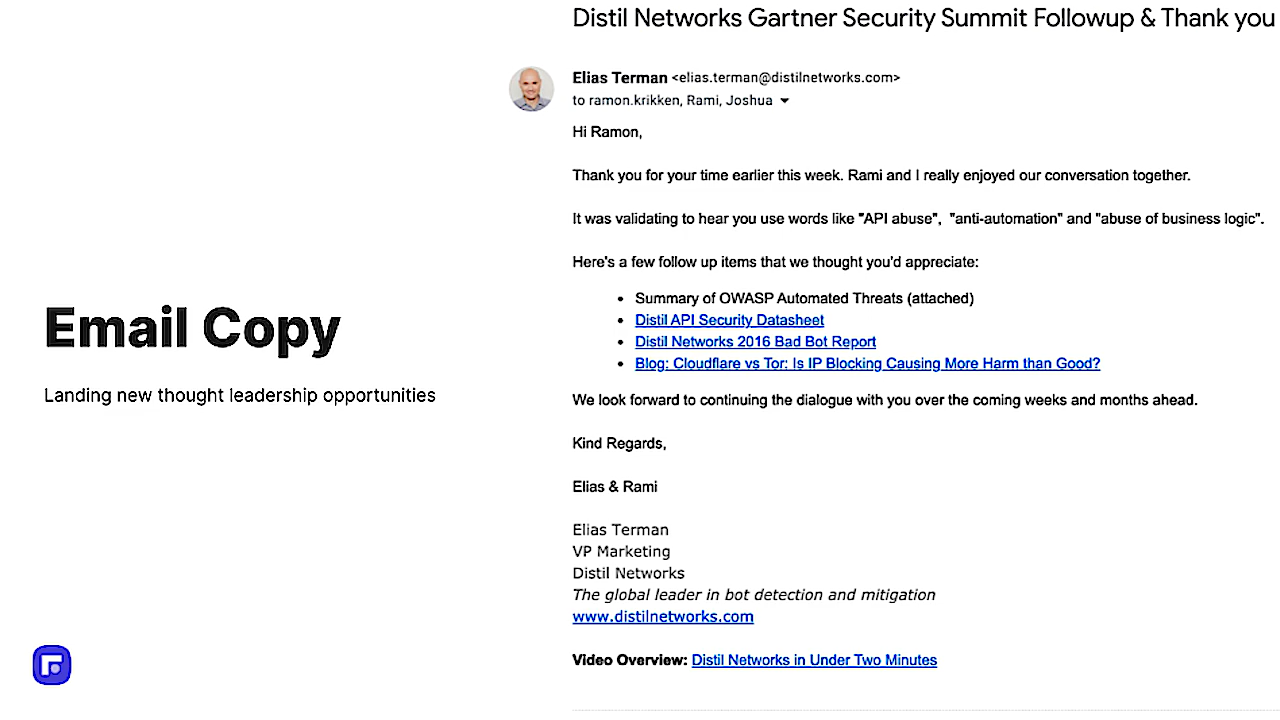 Distil Networks Gartner Security Summit Followup & Thank you
Elias Terman <elias.terman@distilnetworks.com>
to ramon.krikken, Rami, Joshua
Hi Ramon,
Thank you for your time earlier this week. Rami and I really enjoyed our conversation together.
It was validating to hear you use words like "API abuse",  "anti-automation" and "abuse of business logic".
Here's a few follow up items that we thought you'd appreciate:
• Summary of OWASP Automated Threats (attached)
• Distil API Security Datasheet
• Distil Networks 2016 Bad Bot Report
• Blog: Cloudflare vs Tor: Is IP Blocking Causing More Harm than Good?
We look forward to continuing the dialogue with you over the coming weeks and months ahead.
Kind Regards,
Elias & Rami
Elias Terman
VP Marketing
Distil Networks
The global leader in bot detection and mitigation
www.distilnetworks.com
Video Overview: Distil Networks in Under Two Minutes
Email Copy
Landing new thought leadership opportunities